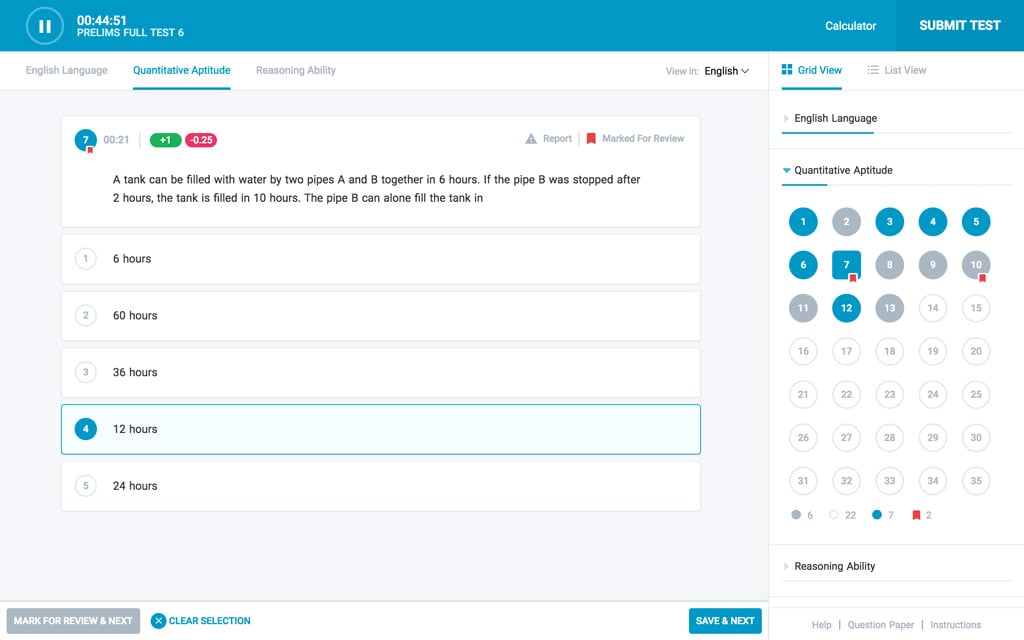 00:44:51
PRELIMS FULL TEST 6
Calculator
SUBMIT TEST
English Language
Quantitative Aptitude
Reasoning Ability
View in: English
Grid View
List View
7 00:21 +1 -0.25
Report
Marked For Review
A tank can be filled with water by two pipes A and B together in 6 hours. If the pipe B was stopped after
2 hours, the tank is filled in 10 hours. The pipe B can alone fill the tank in
1 6 hours
2 60 hours
3 36 hours
4 12 hours
5 24 hours
MARK FOR REVIEW & NEXT
CLEAR SELECTION
SAVE & NEXT
English Language
Quantitative Aptitude
1 2 3 4 5
6 7 8 9 10
11 12 13 14 15
16 17 18 19 20
21 22 23 24 25
26 27 28 29 30
31 32 33 34 35
6 22 7 2
Reasoning Ability
Help | Question Paper | Instructions